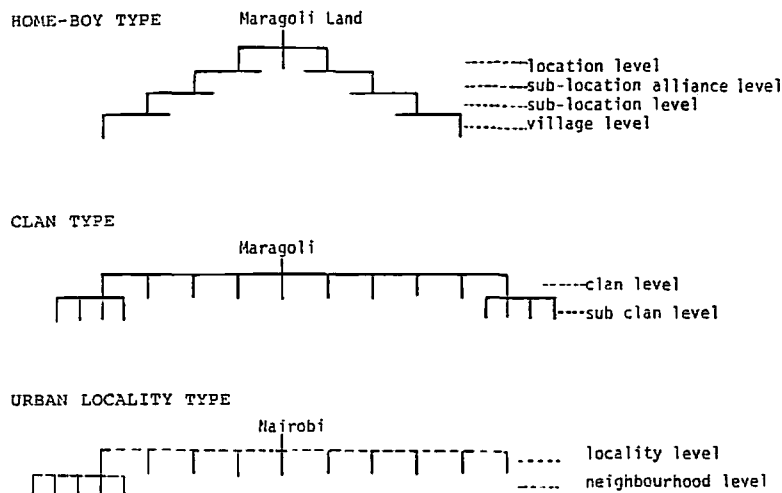 HOME-BOY TYPE
Maragoli Land
location level
sub-location alliance level
sub-location level
village level
CLAN TYPE
Maragoli
clan level
sub clan level
URBAN LOCALITY TYPE
Nairobi
locality level
neighbourhood level